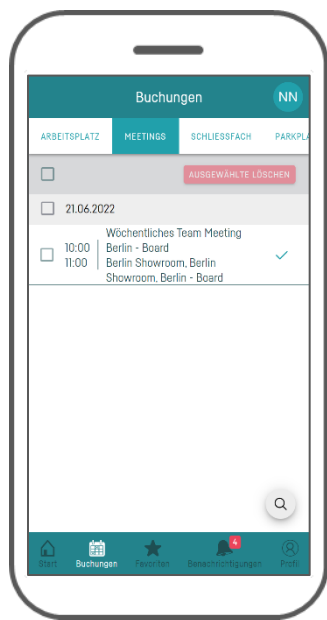 Buchungen
NN
ARBEITSPLATZ MEETINGS SCHLIESSFACH PARKPLA
AUSGEWÄHLTE LÖSCHEN
21.06.2022
Wöchentliches Team Meeting
10:00 Berlin - Board
11:00 Berlin Showroom, Berlin
Showroom, Berlin - Board
4
Start Buchungen Favoriten Benachrichtigungen Profil